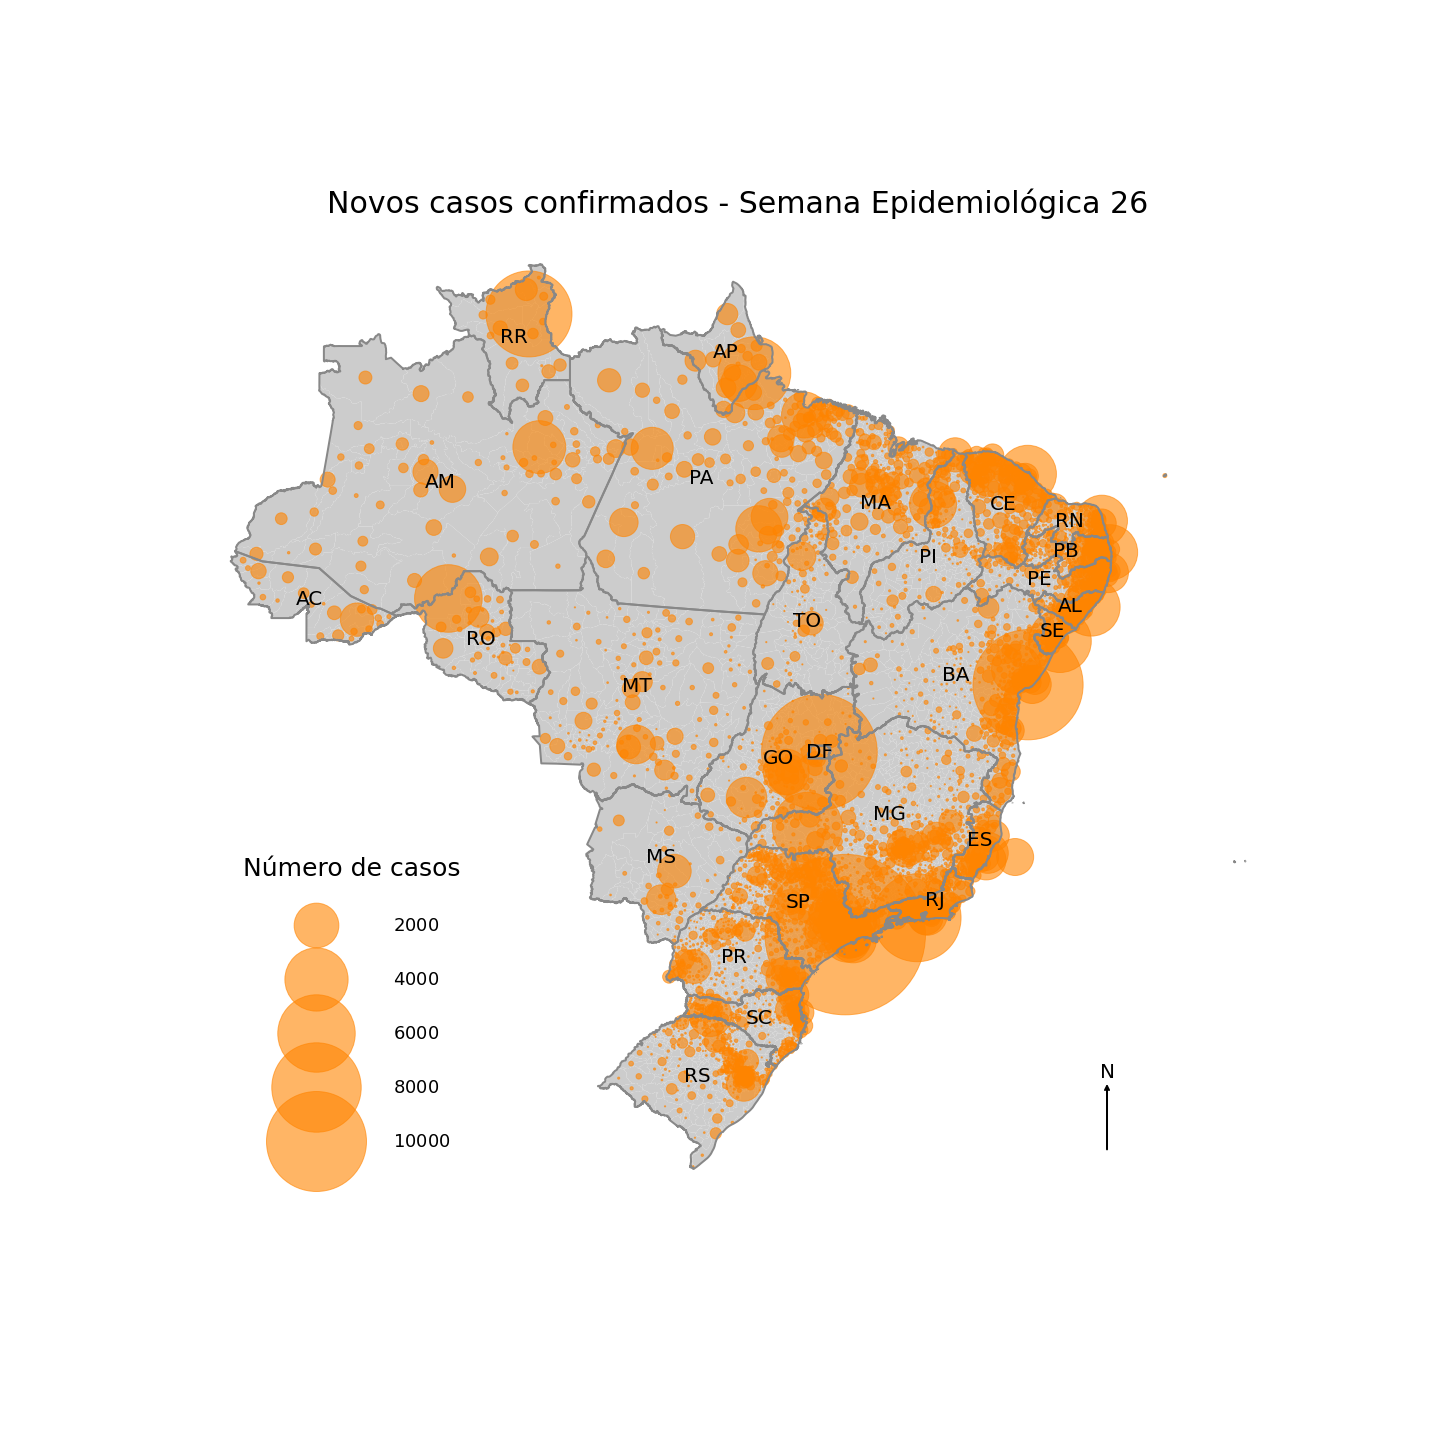 Novos casos confirmados - Semana Epidemiológica 26
RR
AP
AM
PA
MA
CE
RN
PB
PI
PE
AL
SE
AC
TO
RO
BA
MT
GO
DF
MG
ES
MS
SP
RJ
PR
SC
RS
Número de casos
2000
4000
6000
8000
10000
N